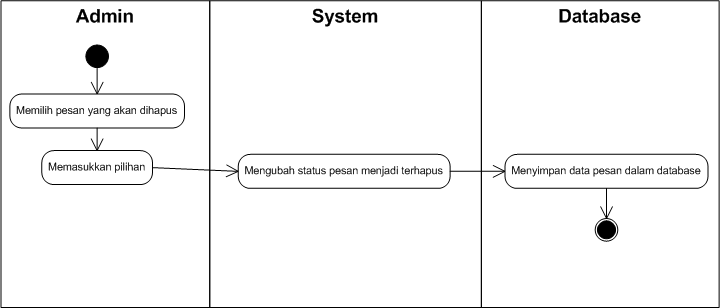 Admin
System
Database
Memilih pesan yang akan dihapus
Memasukkan pilihan
Mengubah status pesan menjadi terhapus
Menyimpan data pesan dalam database